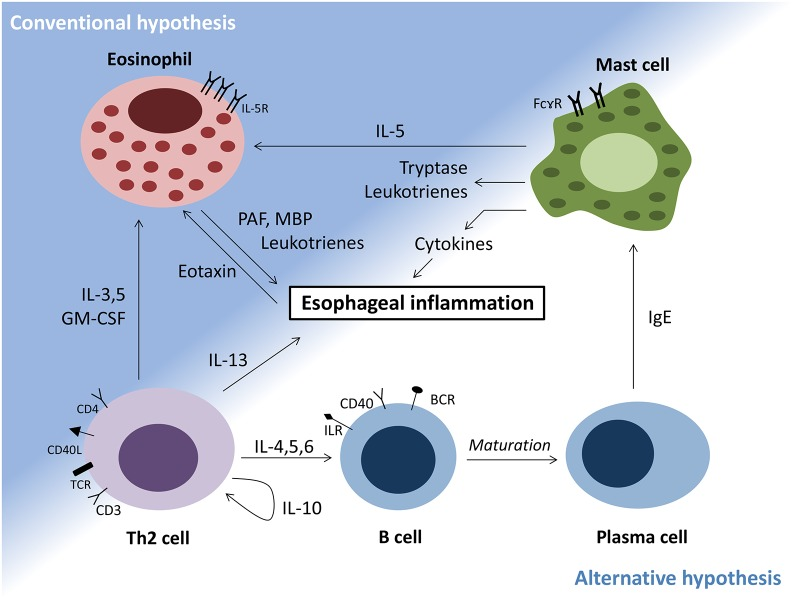 Conventional hypothesis
Eosinophil
Mast cell
IL-5R
FcɣR
IL-5
Tryptase
Leukotrienes
PAF, MBP
Leukotrienes
Cytokines
Eotaxin
Esophageal inflammation
IL-3,5
GM-CSF
IgE
IL-13
CD4
CD40
BCR
CD40L
ILR
IL-4,5,6
Maturation
TCR
CD3
IL-10
Th2 cell
B cell
Plasma cell
Alternative hypothesis